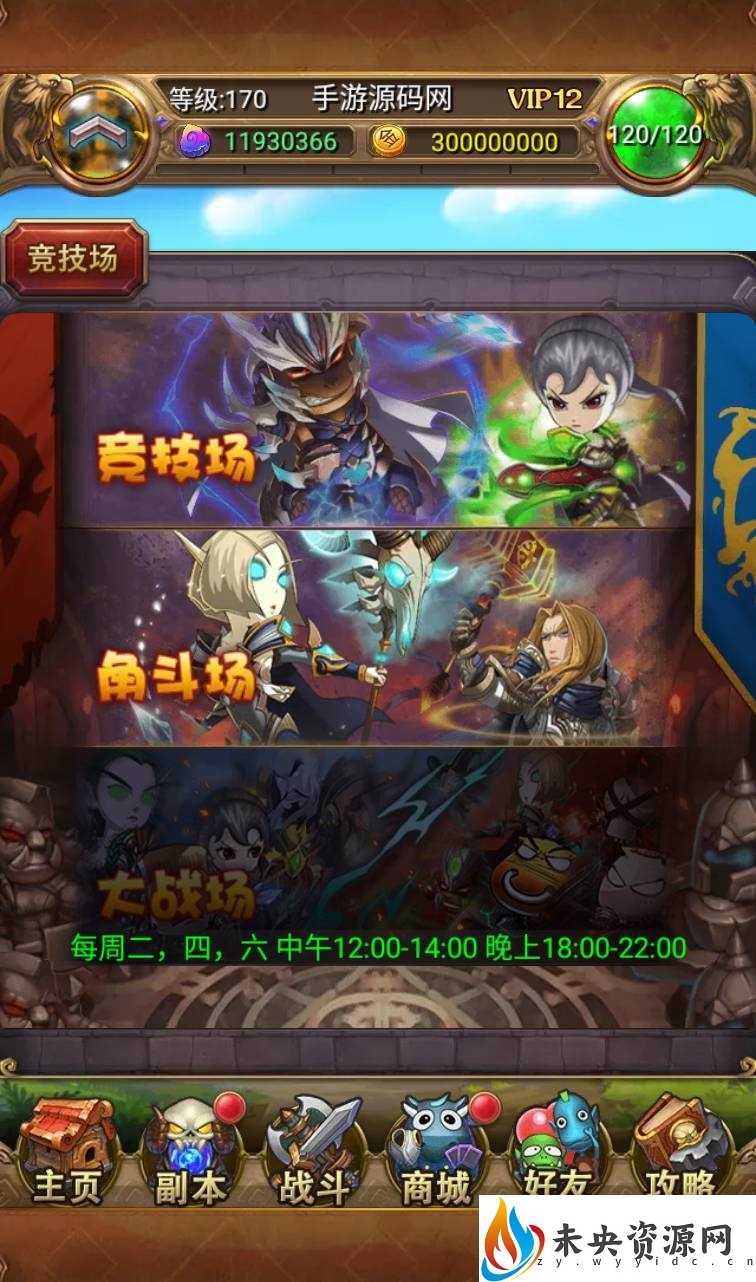 等级:170 手游源码网 VIP12
11930366 300000000 120/120
竞技场
竞技场
角斗场
大战场
每周二，四，六 中午12:00-14:00 晚上18:00-22:00
主页 副本 战斗 商城 好友 攻略
未央资源网
zy.wyyidc.cn